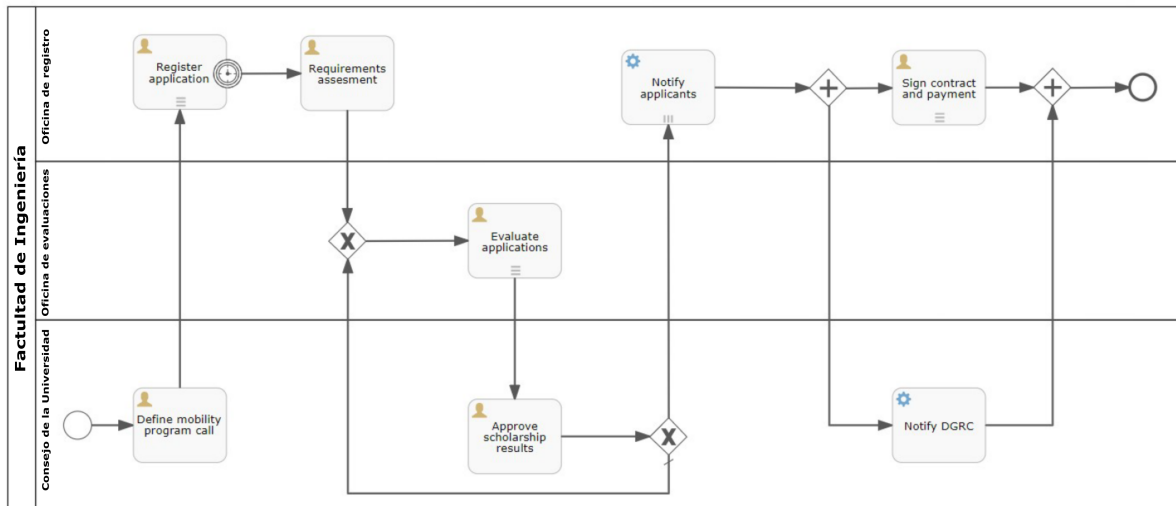 Factultad de Ingeniería
Oficina de registro
Register
application
Requirements
assesment
Notify
applicants
Sign contract
and payment
Oficina de evaluaciones
Evaluate
applications
Consejo de la Universidad
Define mobility
program call
Approve
scholarship
results
Notify DGRC